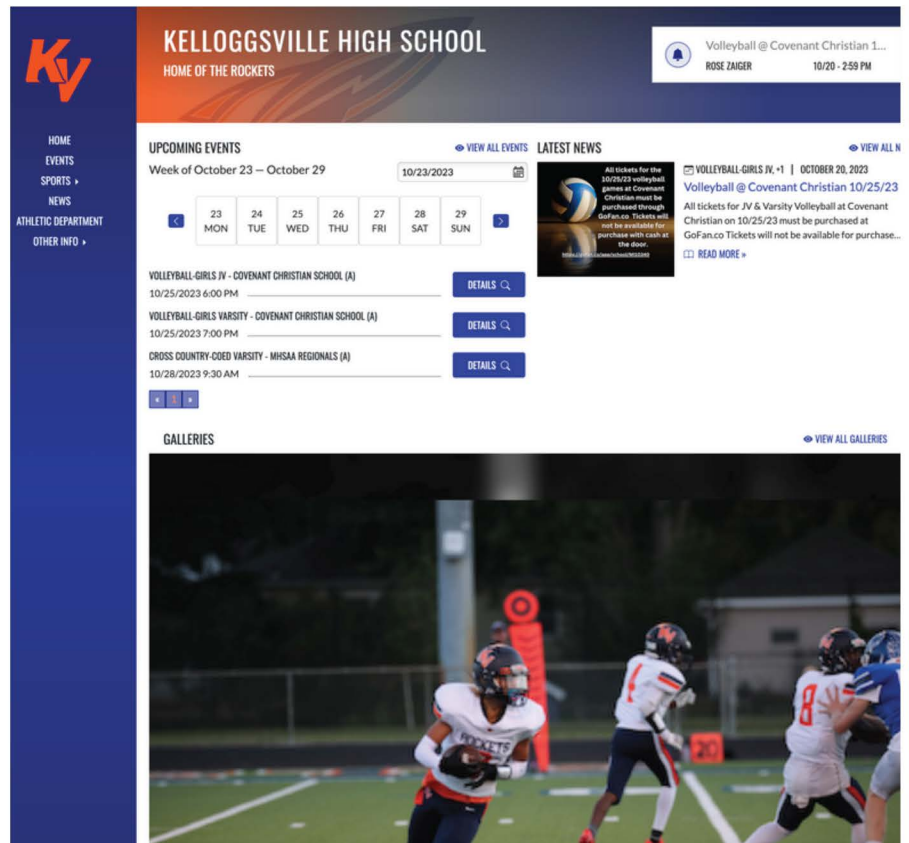 KV
HOME
EVENTS
SPORTS
NEWS
ATHLETIC DEPARTMENT
OTHER INFO
KELLOGGSVILLE HIGH SCHOOL
HOME OF THE ROCKETS
Volleyball @ Covenant Christian 1...
ROSE ZAIGER 10/20 - 2:59 PM
UPCOMING EVENTS
VIEW ALL EVENTS
Week of October 23 — October 29
10/23/2023
23 24 25 26 27 28 29
MON TUE WED THU FRI SAT SUN
VOLLEYBALL-GIRLS JV - COVENANT CHRISTIAN SCHOOL (A)
10/25/2023 6:00 PM
DETAILS
VOLLEYBALL-GIRLS VARSITY - COVENANT CHRISTIAN SCHOOL (A)
10/25/2023 7:00 PM
DETAILS
CROSS COUNTRY-COED VARSITY - MHSAA REGIONALS (A)
10/28/2023 9:30 AM
DETAILS
« 1 »
LATEST NEWS
VIEW ALL N
All tickets for the
10/25/23 volleyball
games at Covenant
Christian must be
purchased through
GoFan.co Tickets will
not be available for
purchase with cash at
the door.
VOLLEYBALL-GIRLS JV, +1 | OCTOBER 20, 2023
Volleyball @ Covenant Christian 10/25/23
All tickets for JV & Varsity Volleyball at Covenant
Christian on 10/25/23 must be purchased at
GoFan.co Tickets will not be available for purchase...
READ MORE »
GALLERIES
VIEW ALL GALLERIES
ROCKETS
4
8
20